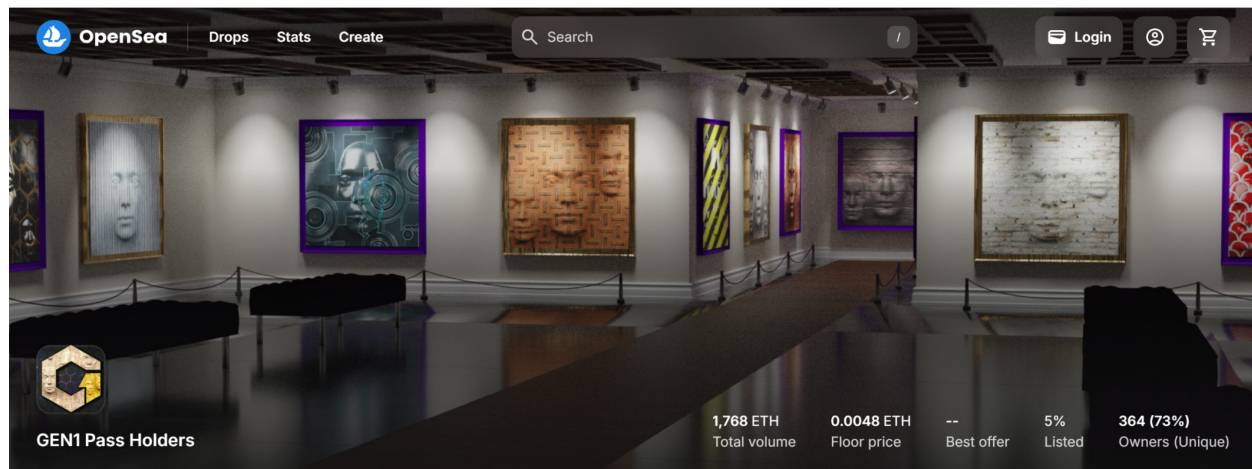 OpenSea
Drops
Stats
Create
Search
/
Login
GEN1 Pass Holders
1,768 ETH
Total volume
0.0048 ETH
Floor price
--
Best offer
5%
Listed
364 (73%)
Owners (Unique)